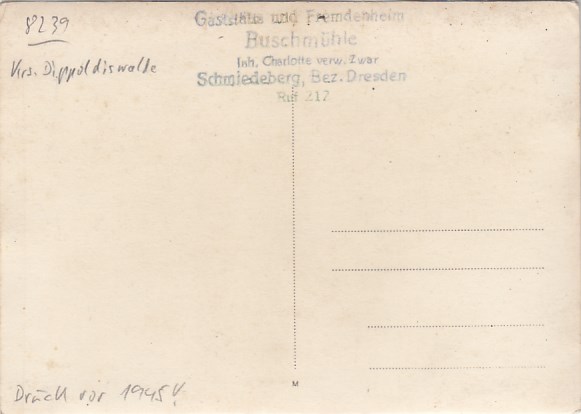 8239
Krs. Dippoldiswalde
Gaststätte und Fremdenheim
Buschmühle
Inh. Charlotte verw. Zwar
Schmiedeberg, Bez. Dresden
Ruf 217
M
Druck vor 1945